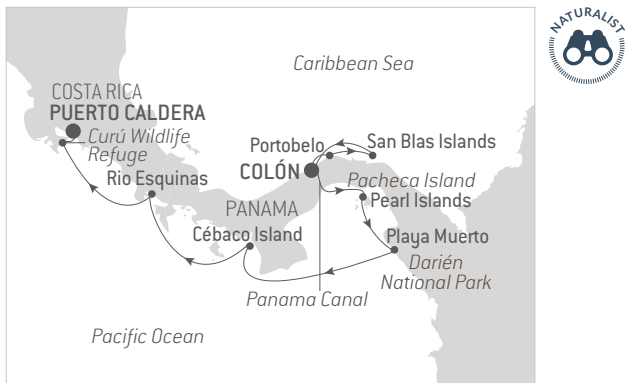 NATURALIST
Caribbean Sea
COSTA RICA
PUERTO CALDERA
Curú Wildlife
Refuge
Portobelo
San Blas Islands
COLÓN
Rio Esquinas
Pacheca Island
Pearl Islands
PANAMA
Cébaco Island
Playa Muerto
Darién
National Park
Panama Canal
Pacific Ocean